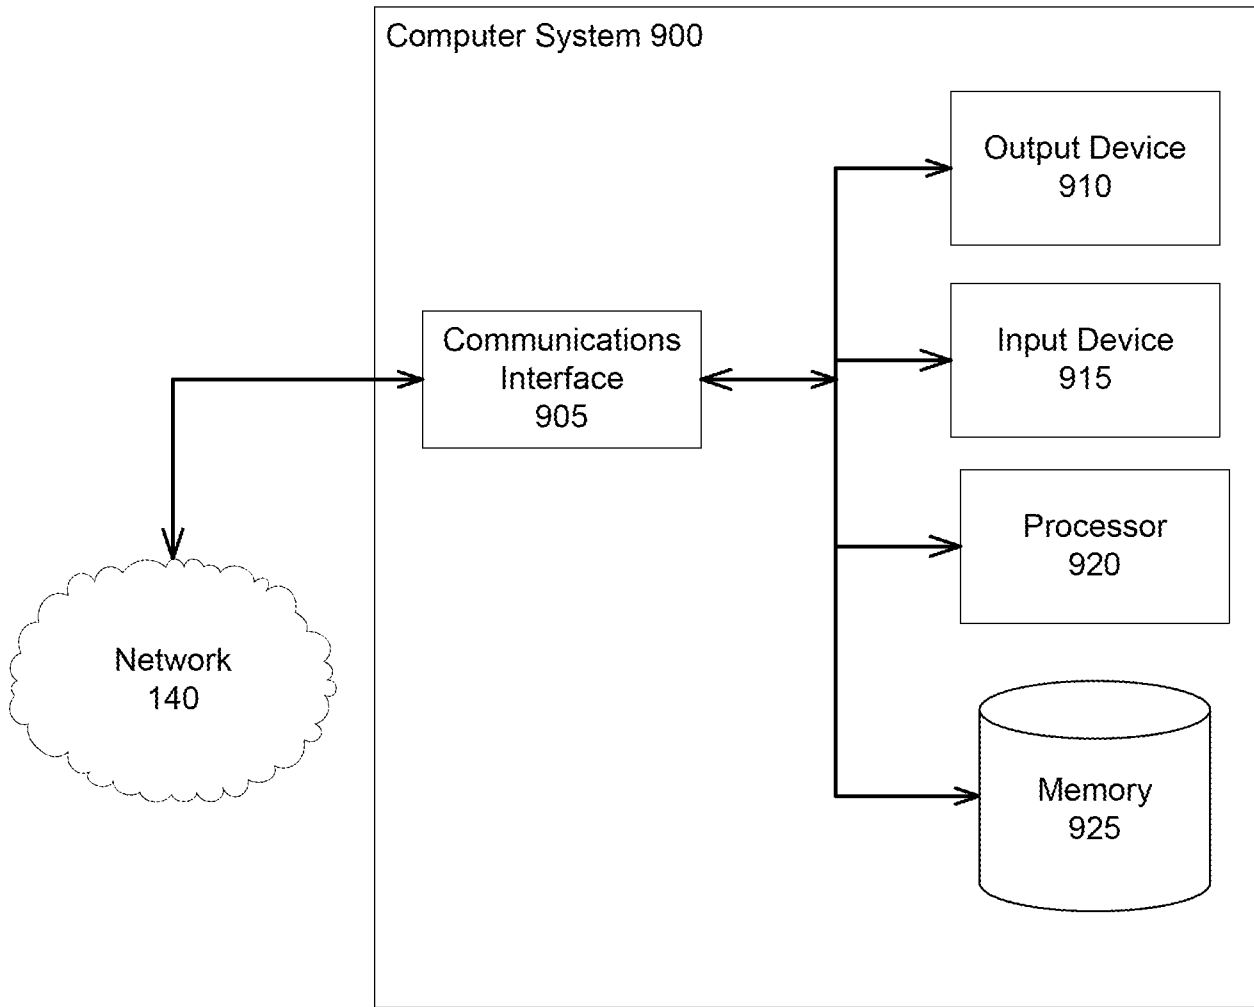 Computer System 900
Output Device
910
Communications
Interface
905
Input Device
915
Processor
920
Network
140
Memory
925